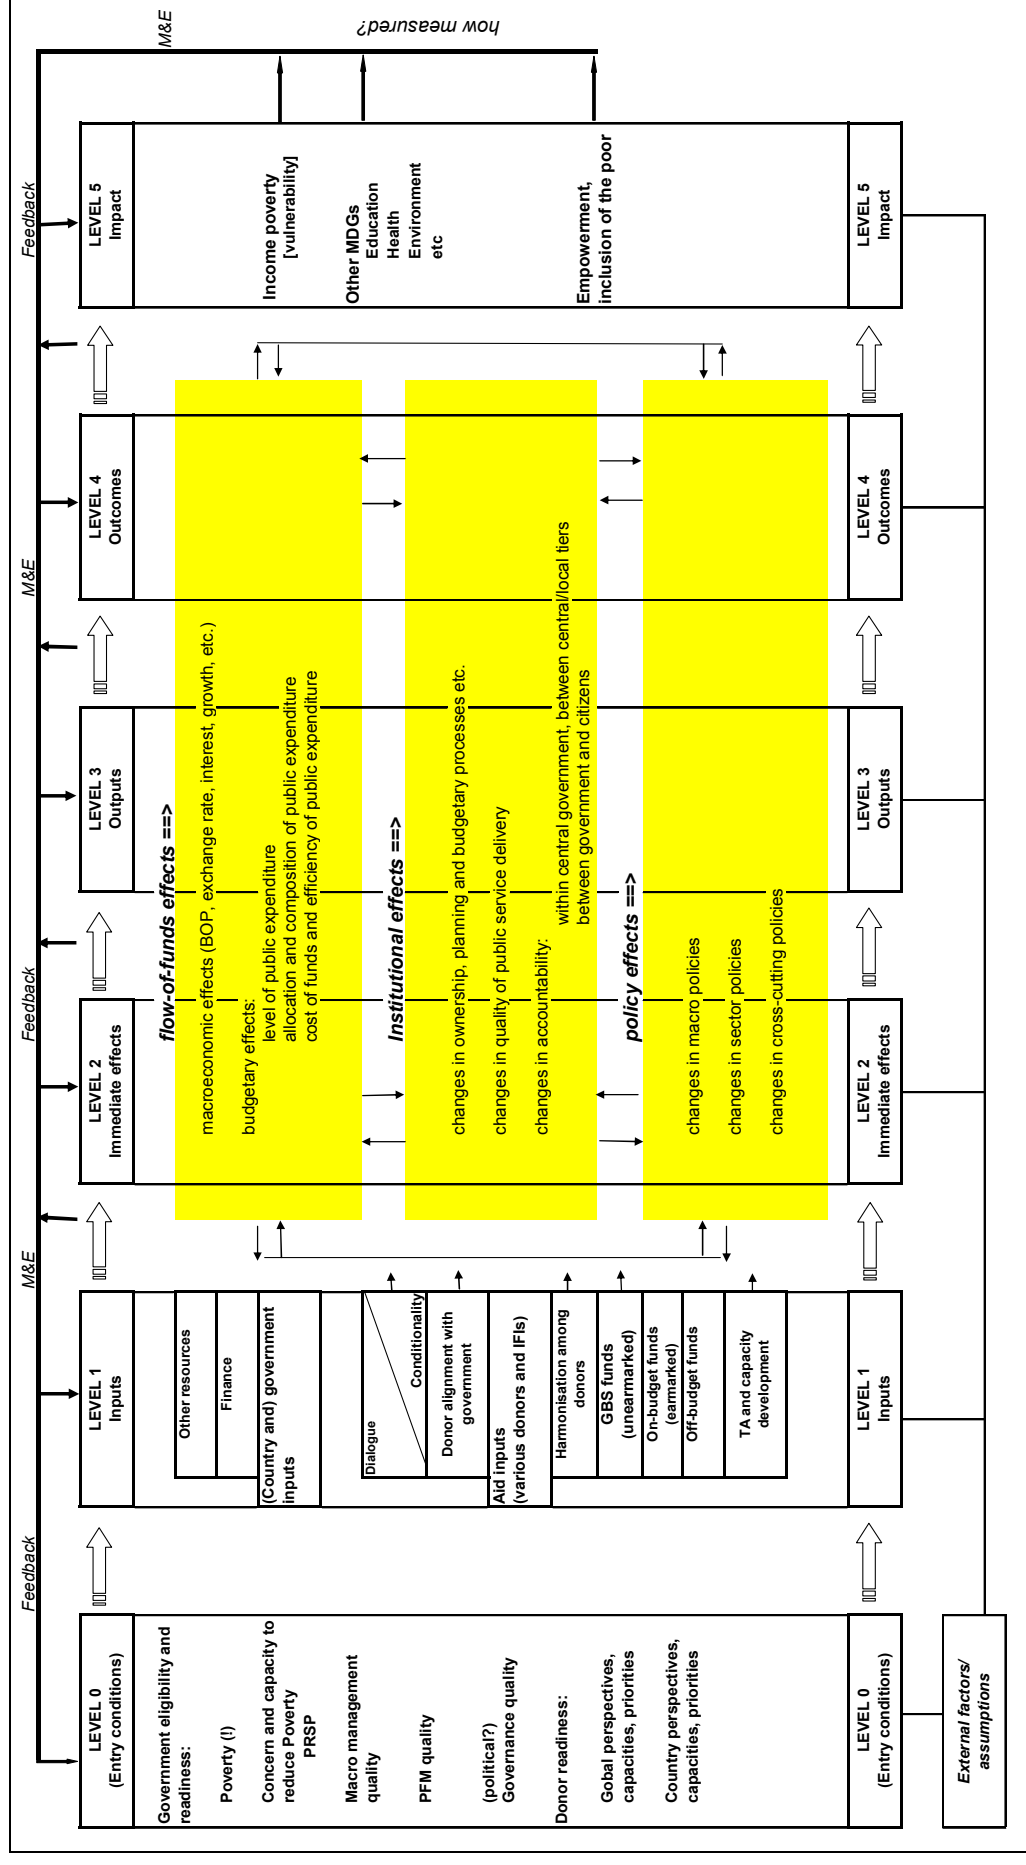 Feedback
M&E
Feedback
M&E
Feedback
M&E
how measured?
LEVEL 0
(Entry conditions)
LEVEL 1
Inputs
LEVEL 2
Immediate effects
LEVEL 3
Outputs
LEVEL 4
Outcomes
LEVEL 5
Impact
Government eligibility and
readiness:
Poverty (!)
Concern and capacity to
reduce Poverty
PRSP
Macro management
quality
PFM quality
(political?)
Governance quality
Donor readiness:
Gobal perspectives,
capacities, priorities
Country perspectives,
capacities, priorities
Other resources
Finance
(Country and) government
inputs
Dialogue
Conditionality
Donor alignment with
government
Aid inputs
(various donors and IFIs)
Harmonisation among
donors
GBS funds
(unearmarked)
On-budget funds
(earmarked)
Off-budget funds
TA and capacity
development
flow-of-funds effects ==>
macroeconomic effects (BOP, exchange rate, interest, growth, etc.)
budgetary effects:
level of public expenditure
allocation and composition of public expenditure
cost of funds and efficiency of public expenditure
Institutional effects ==>
changes in ownership, planning and budgetary processes etc.
changes in quality of public service delivery
changes in accountability:
within central government, between central/local tiers
between government and citizens
policy effects ==>
changes in macro policies
changes in sector policies
changes in cross-cutting policies
Income poverty
[vulnerability]
Other MDGs
Education
Health
Environment
etc
Empowerment,
inclusion of the poor
LEVEL 0
(Entry conditions)
LEVEL 1
Inputs
LEVEL 2
Immediate effects
LEVEL 3
Outputs
LEVEL 4
Outcomes
LEVEL 5
Impact
External factors/
assumptions